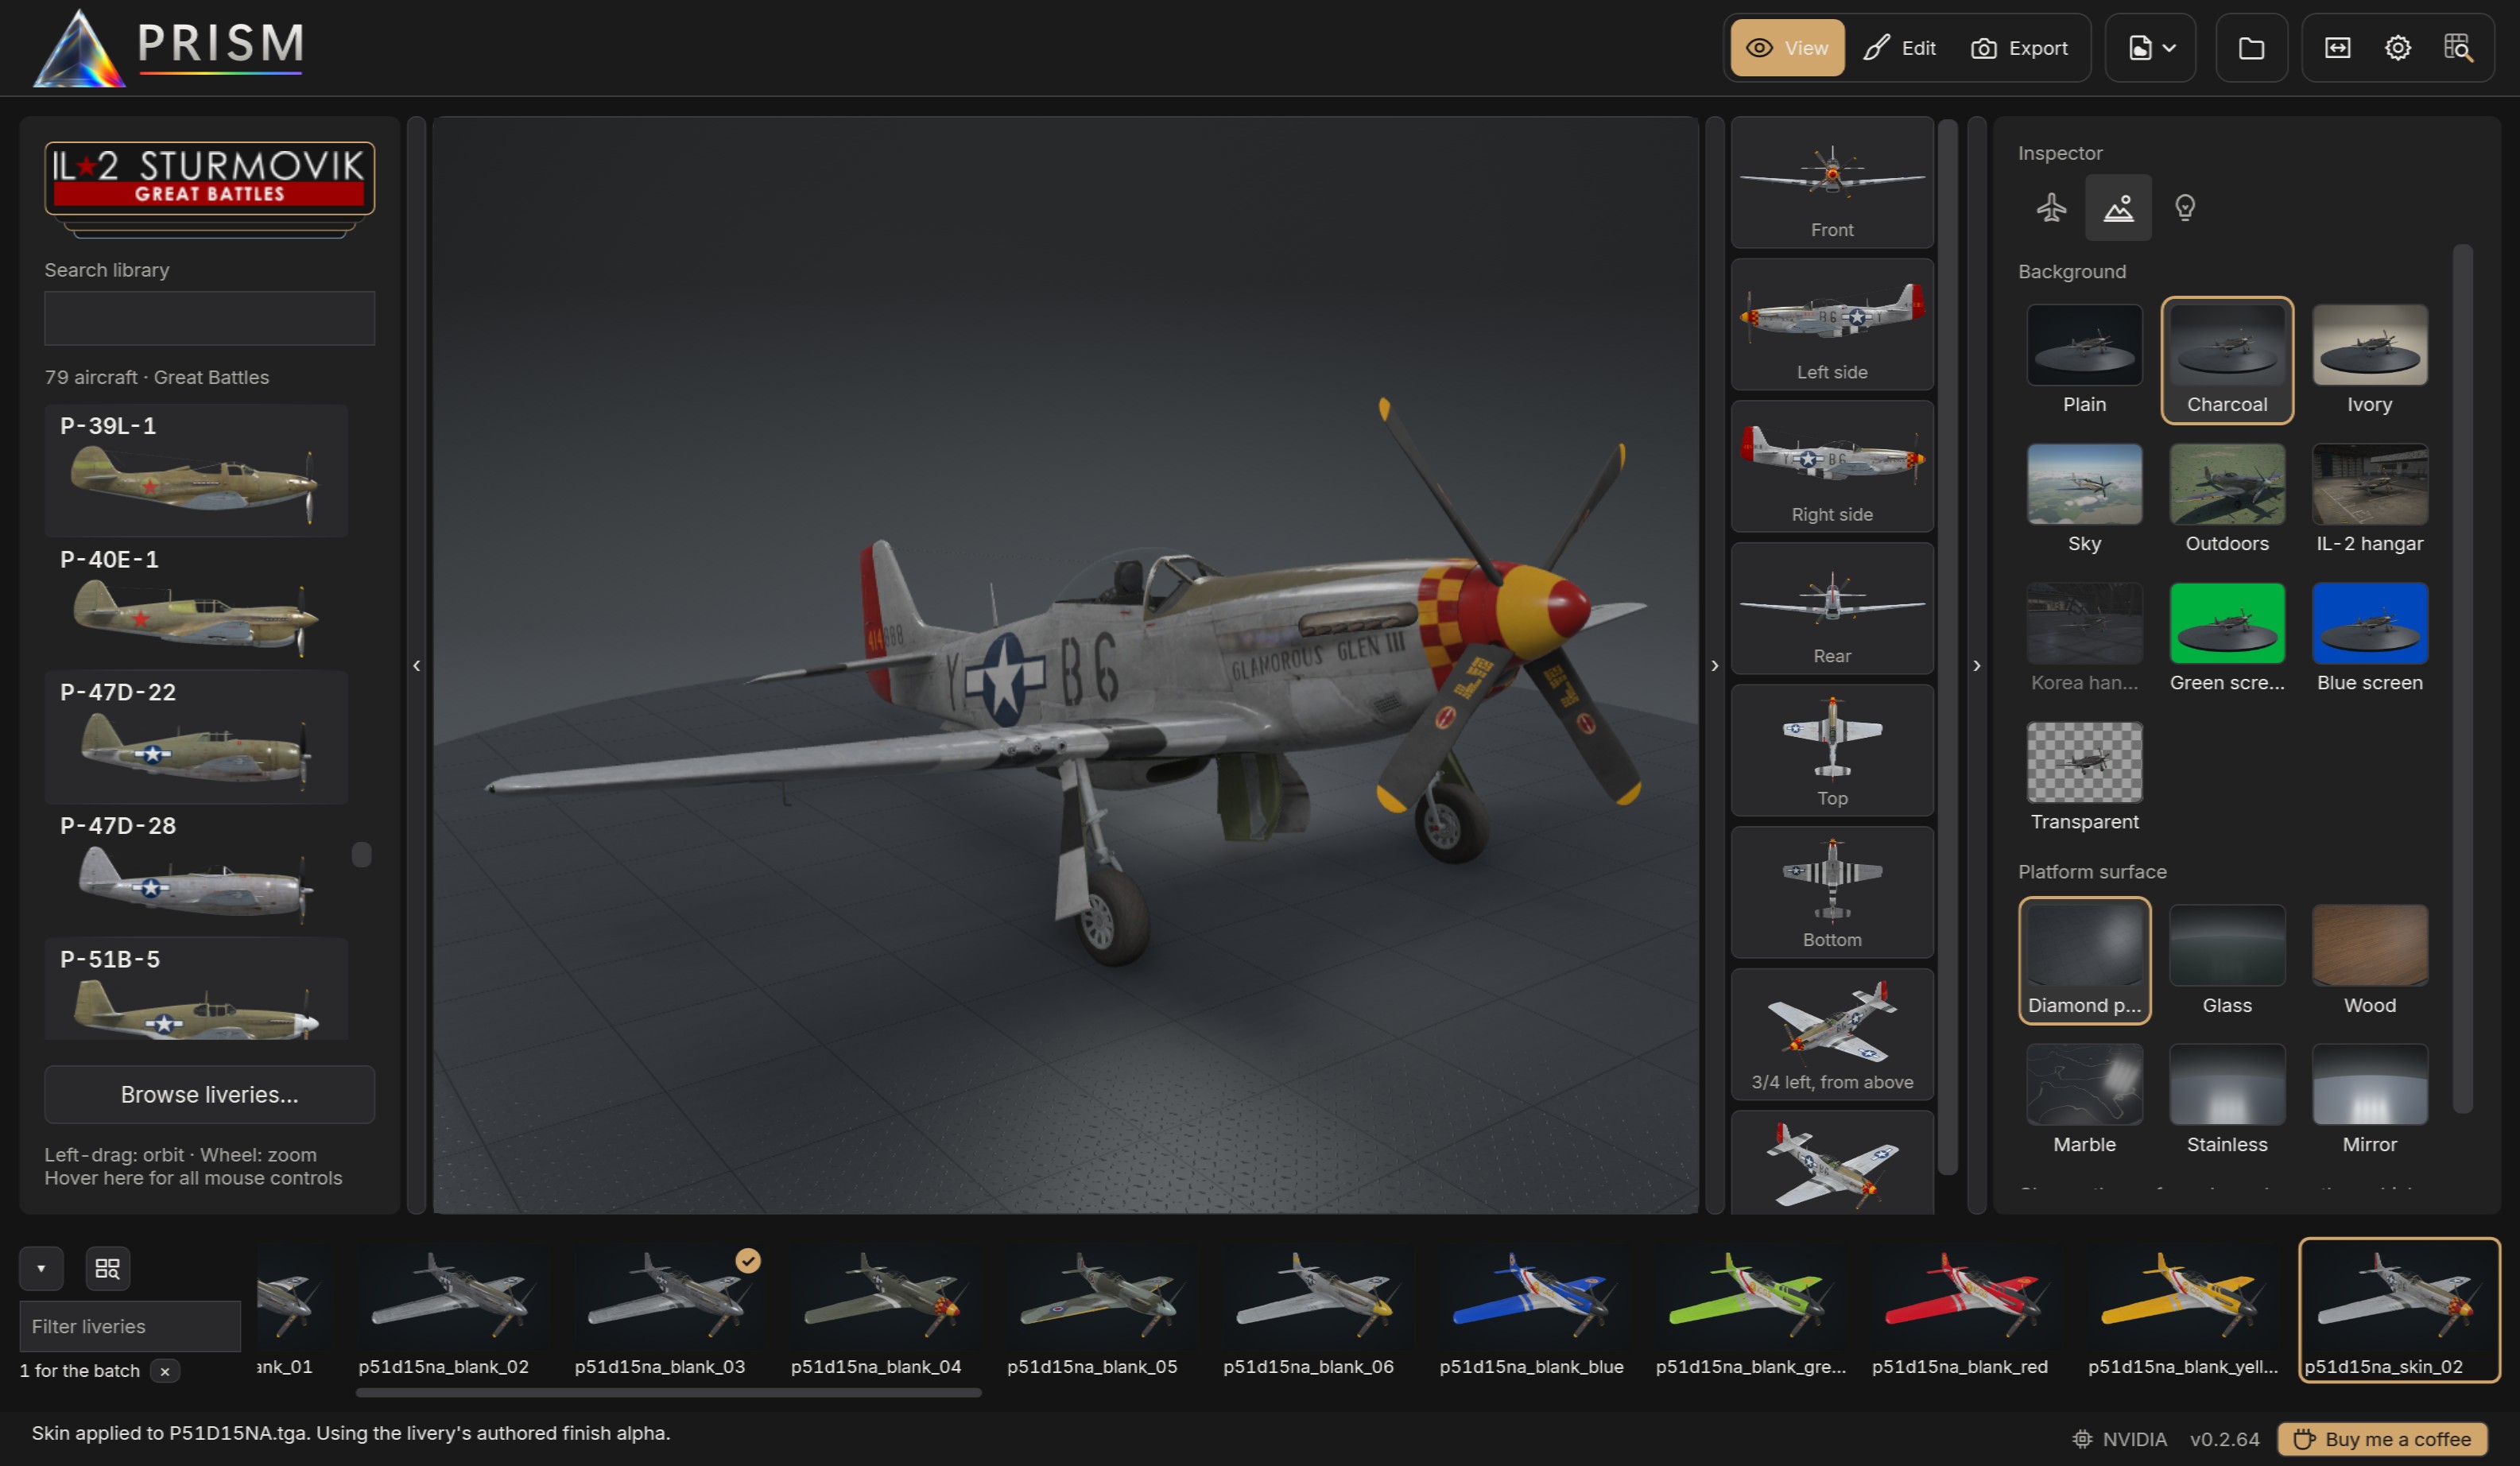 PRISM
View
Edit
Export
IL★2 STURMOVIK
GREAT BATTLES
Search library
79 aircraft · Great Battles
P-39L-1
P-40E-1
P-47D-22
P-47D-28
P-51B-5
Browse liveries...
Left-drag: orbit · Wheel: zoom
Hover here for all mouse controls
414888
Y B6
GLAMOROUS GLEN III
Front
Left side
Right side
Rear
Top
Bottom
3/4 left, from above
Inspector
Background
Plain
Charcoal
Ivory
Sky
Outdoors
IL-2 hangar
Korea han...
Green scre...
Blue screen
Transparent
Platform surface
Diamond p...
Glass
Wood
Marble
Stainless
Mirror
Filter liveries
1 for the batch
ank_01
p51d15na_blank_02
p51d15na_blank_03
p51d15na_blank_04
p51d15na_blank_05
p51d15na_blank_06
p51d15na_blank_blue
p51d15na_blank_gre...
p51d15na_blank_red
p51d15na_blank_yell...
p51d15na_skin_02
Skin applied to P51D15NA.tga. Using the livery's authored finish alpha.
NVIDIA
v0.2.64
Buy me a coffee